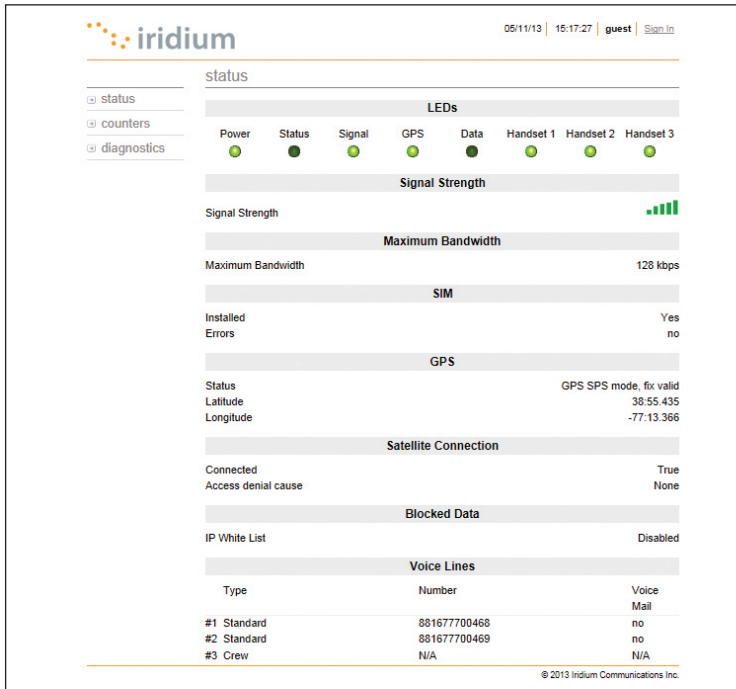 iridium
05/11/13 15:17:27 guest Sign In
status
status
counters
diagnostics
LEDs
Power Status Signal GPS Data Handset 1 Handset 2 Handset 3
Signal Strength
Signal Strength
Maximum Bandwidth
Maximum Bandwidth 128 kbps
SIM
Installed Yes
Errors no
GPS
Status GPS SPS mode, fix valid
Latitude 38:55.435
Longitude -77:13.366
Satellite Connection
Connected True
Access denial cause None
Blocked Data
IP White List Disabled
Voice Lines
Type Number Voice
Mail
#1 Standard 881677700468 no
#2 Standard 881677700469 no
#3 Crew N/A N/A
© 2013 Iridium Communications Inc.